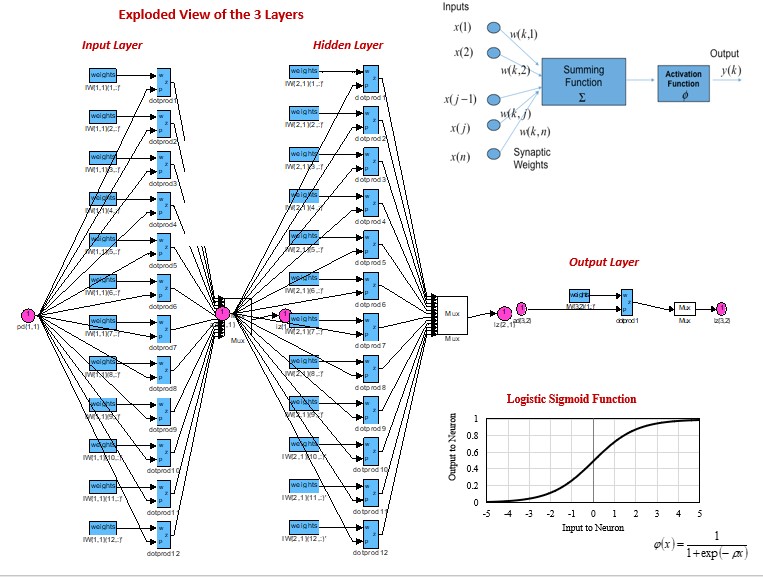 Exploded View of the 3 Layers
Input Layer
Hidden Layer
weights
IW{1,1}(1,:)'
dotprod1
weights
IW{1,1}(2,:)'
dotprod2
weights
IW{1,1}(3,:)'
dotprod3
weights
IW{1,1}(4,:)'
dotprod4
weights
IW{1,1}(5,:)'
dotprod5
weights
IW{1,1}(6,:)'
dotprod6
weights
IW{1,1}(7,:)'
dotprod7
weights
IW{1,1}(8,:)'
dotprod8
weights
IW{1,1}(9,:)'
dotprod9
weights
IW{1,1}(10,:)'
dotprod10
weights
IW{1,1}(11,:)'
weights
IW{1,1}(12,:)'
dotprod12
pd{1,1}
Mux
weights
IW{2,1}(1,:)'
dotprod1
weights
IW{2,1}(2,:)'
dotprod2
weights
IW{2,1}(3,:)'
dotprod3
weights
IW{2,1}(4,:)'
dotprod4
weights
IW{2,1}(5,:)'
dotprod5
weights
IW{2,1}(6,:)'
dotprod6
weights
IW{2,1}(7,:)'
dotprod7
weights
IW{2,1}(8,:)'
dotprod8
weights
IW{2,1}(9,:)'
dotprod9
weights
IW{2,1}(10,:)'
dotprod10
weights
IW{2,1}(11,:)'
weights
IW{2,1}(12,:)'
dotprod12
Mux
Mux
iz{2,1}
Inputs
x(1)
x(2)
x(j−1)
x(j)
x(n)
w(k,1)
w(k,2)
w(k,j)
w(k,n)
Synaptic
Weights
Summing
Function
Σ
Activation
Function
ϕ
Output
y(k)
Output Layer
pd{3,2}
weights
IW{3,2}(1,:)'
dotprod1
Mux
Mux
iz{3,2}
Logistic Sigmoid Function
Output to Neuron
1
0.8
0.6
0.4
0.2
0
-5 -4 -3 -2 -1 0 1 2 3 4 5
Input to Neuron
φ(x) = 1 / 1+exp(−ρx)